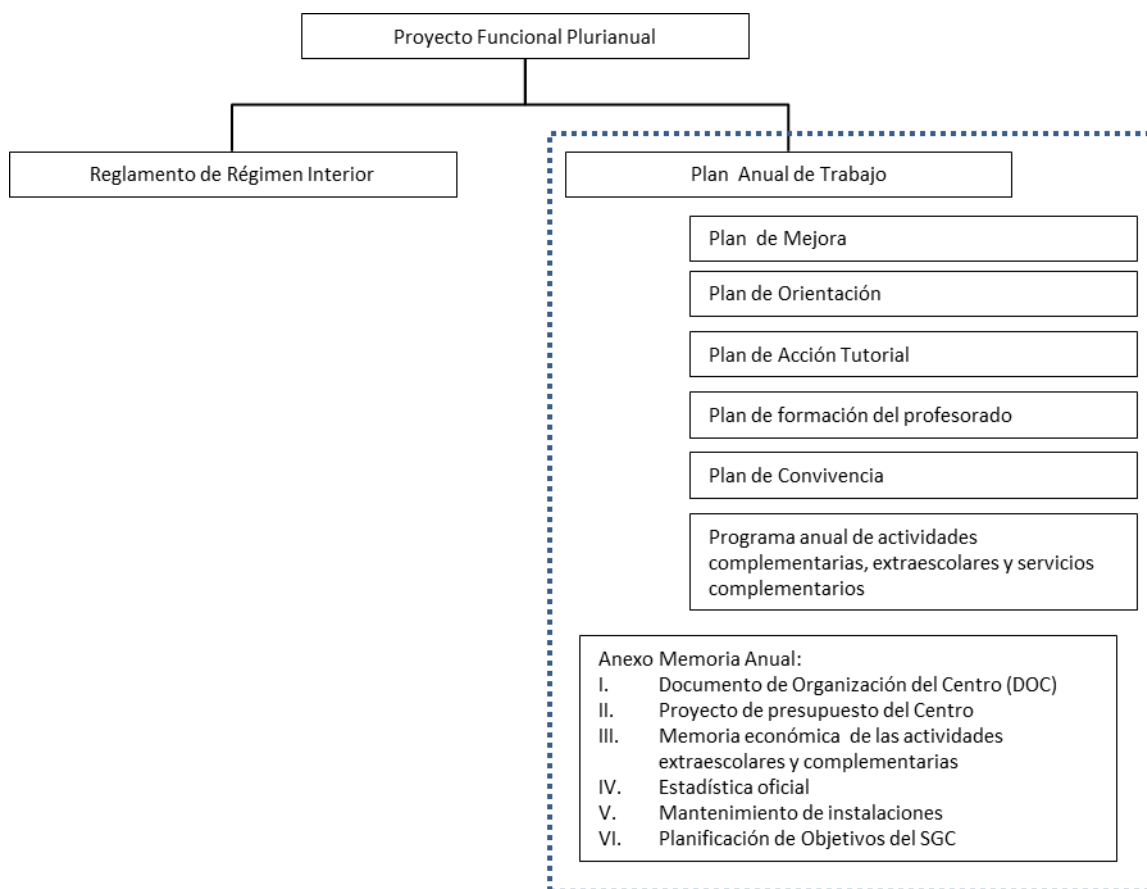 Proyecto Funcional Plurianual
Reglamento de Régimen Interior
Plan Anual de Trabajo
Plan de Mejora
Plan de Orientación
Plan de Acción Tutorial
Plan de formación del profesorado
Plan de Convivencia
Programa anual de actividades
complementarias, extraescolares y servicios
complementarios
Anexo Memoria Anual:
I. Documento de Organización del Centro (DOC)
II. Proyecto de presupuesto del Centro
III. Memoria económica de las actividades
extraescolares y complementarias
IV. Estadística oficial
V. Mantenimiento de instalaciones
VI. Planificación de Objetivos del SGC